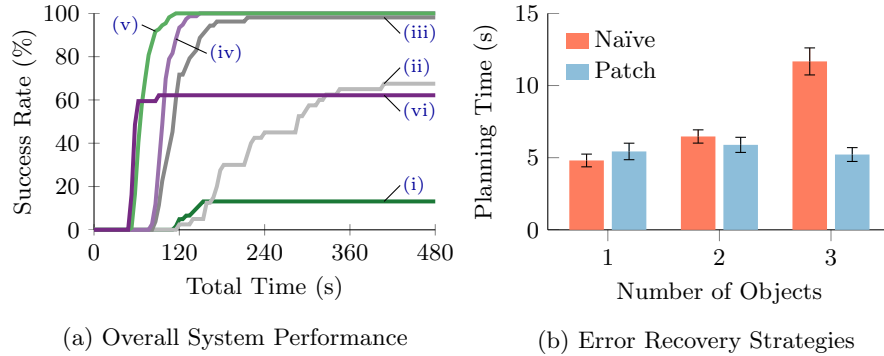 100
80
60
40
20
0
Success Rate (%)
(v)
(iv)
(iii)
(ii)
(vi)
(i)
0 120 240 360 480
Total Time (s)
(a) Overall System Performance
15
10
5
0
Planning Time (s)
Naïve
Patch
1 2 3
Number of Objects
(b) Error Recovery Strategies